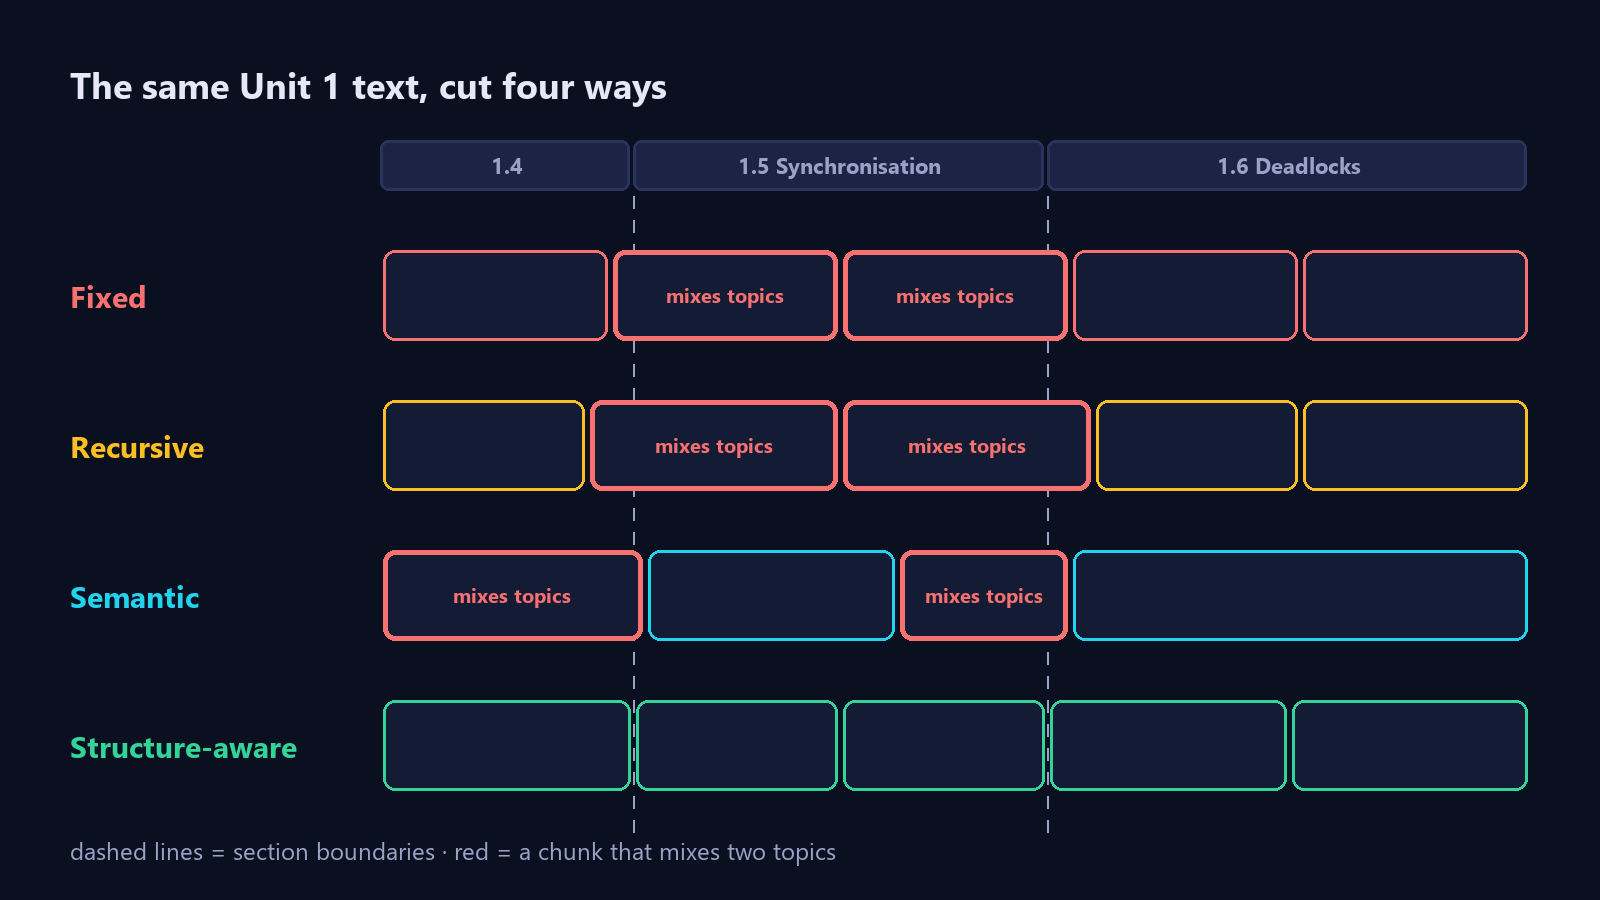 The same Unit 1 text, cut four ways
1.4
1.5 Synchronisation
1.6 Deadlocks
Fixed
mixes topics
mixes topics
Recursive
mixes topics
mixes topics
Semantic
mixes topics
mixes topics
Structure-aware
dashed lines = section boundaries · red = a chunk that mixes two topics